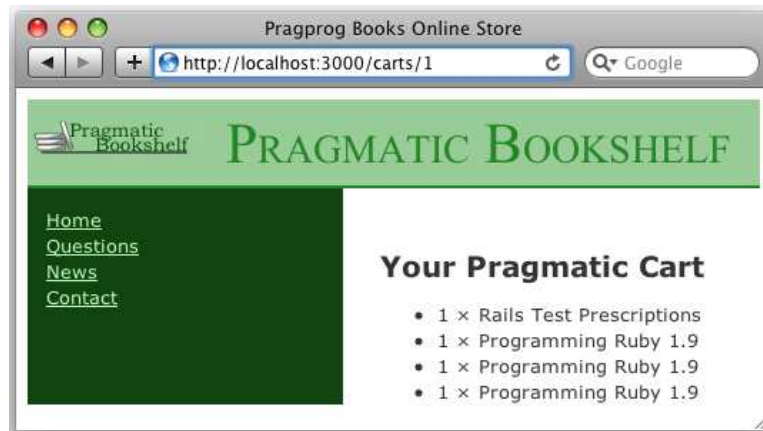 Pragprog Books Online Store
http://localhost:3000/carts/1
Google
Pragmatic
Bookshelf
PRAGMATIC BOOKSHELF
Home
Questions
News
Contact
Your Pragmatic Cart
• 1 × Rails Test Prescriptions
• 1 × Programming Ruby 1.9
• 1 × Programming Ruby 1.9
• 1 × Programming Ruby 1.9